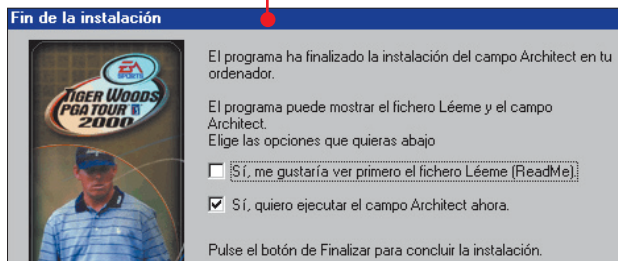 Fin de la instalación
El programa ha finalizado la instalación del campo Architect en tu
ordenador.
El programa puede mostrar el fichero Léeme y el campo
Architect.
Elige las opciones que quieras abajo
Sí, me gustaría ver primero el fichero Léeme (ReadMe).
Sí, quiero ejecutar el campo Architect ahora.
Pulse el botón de Finalizar para concluir la instalación.
EA
SPORTS
TIGER WOODS
PGA TOUR
2000